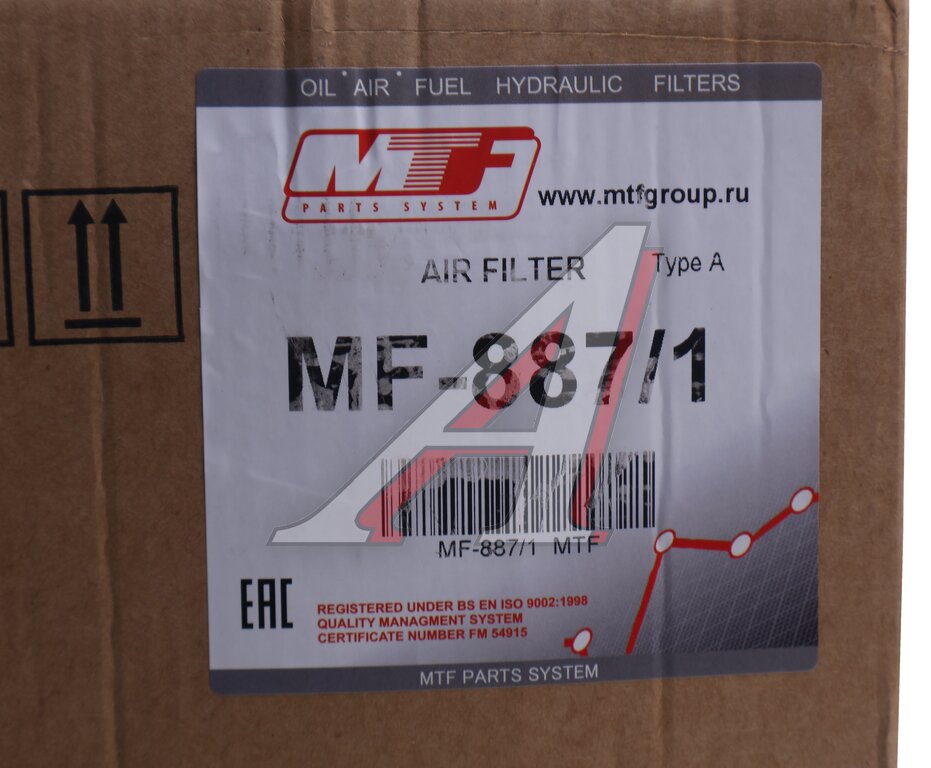 OIL AIR FUEL HYDRAULIC FILTERS
MTF
PARTS SYSTEM
www.mtfgroup.ru
AIR FILTER Type A
MF-887/1
MF-887/1 MTF
EAC
REGISTERED UNDER BS EN ISO 9002:1998
QUALITY MANAGMENT SYSTEM
CERTIFICATE NUMBER FM 54915
MTF PARTS SYSTEM